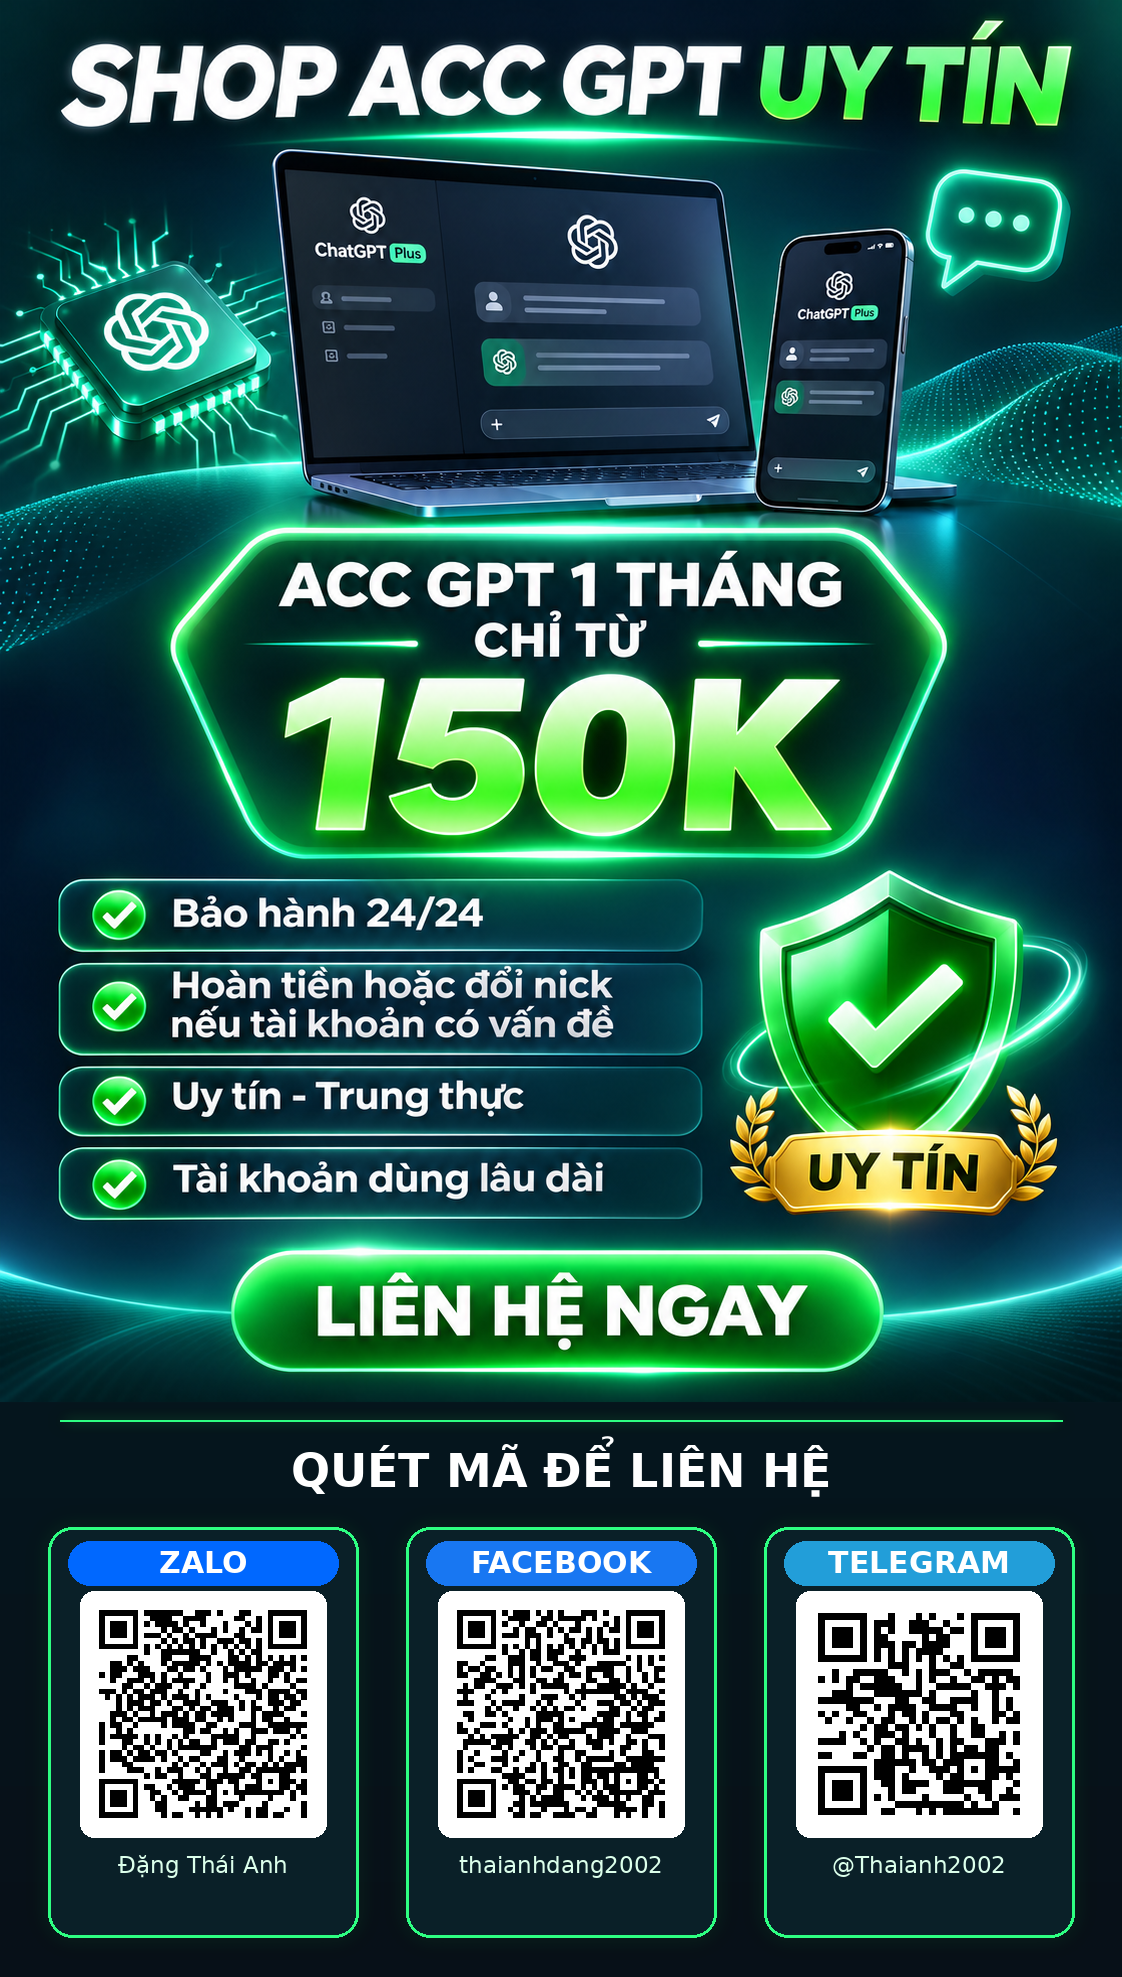 SHOP ACC GPT UY TÍN
ChatGPT Plus
ChatGPT Plus
ACC GPT 1 THÁNG
CHỈ TỪ
150K
Bảo hành 24/24
Hoàn tiền hoặc đổi nick
nếu tài khoản có vấn đề
Uy tín - Trung thực
Tài khoản dùng lâu dài
UY TÍN
LIÊN HỆ NGAY
QUÉT MÃ ĐỂ LIÊN HỆ
ZALO
FACEBOOK
TELEGRAM
Đặng Thái Anh
thaianhdang2002
@Thaianh2002